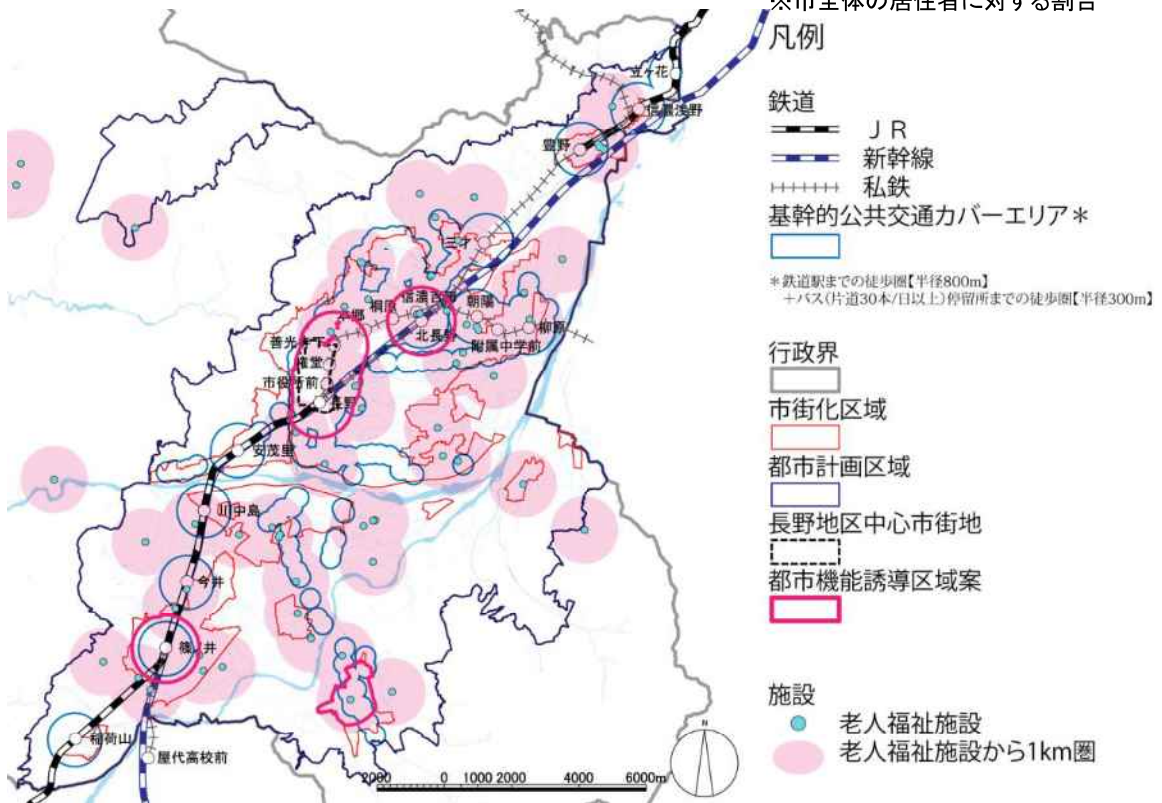 ※市全体の居住者に対する割合
凡例
鉄道
ＪＲ
新幹線
私鉄
基幹的公共交通カバーエリア＊
＊鉄道駅までの徒歩圏【半径800m】
＋バス（片道30本/日以上）停留所までの徒歩圏【半径300m】
行政界
市街化区域
都市計画区域
長野地区中心市街地
都市機能誘導区域案
施設
老人福祉施設
老人福祉施設から1km圏
立ヶ花
信濃浅野
豊野
三才
信濃吉田
朝陽
桐原
本郷
柳原
北長野
善光寺下
附属中学前
権堂
市役所前
長野
安茂里
川中島
今井
篠ノ井
稲荷山
屋代高校前
N
2000 0 1000 2000 4000 6000m